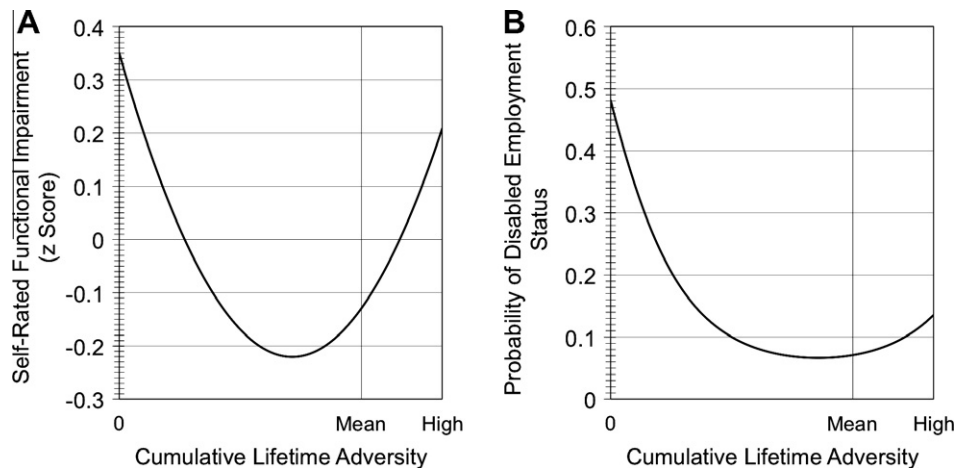 A
Self-Rated Functional Impairment
(z Score)
0.4
0.3
0.2
0.1
0
-0.1
-0.2
-0.3
0
Mean
High
Cumulative Lifetime Adversity
B
Probability of Disabled Employment
Status
0.6
0.5
0.4
0.3
0.2
0.1
0
0
Mean
High
Cumulative Lifetime Adversity